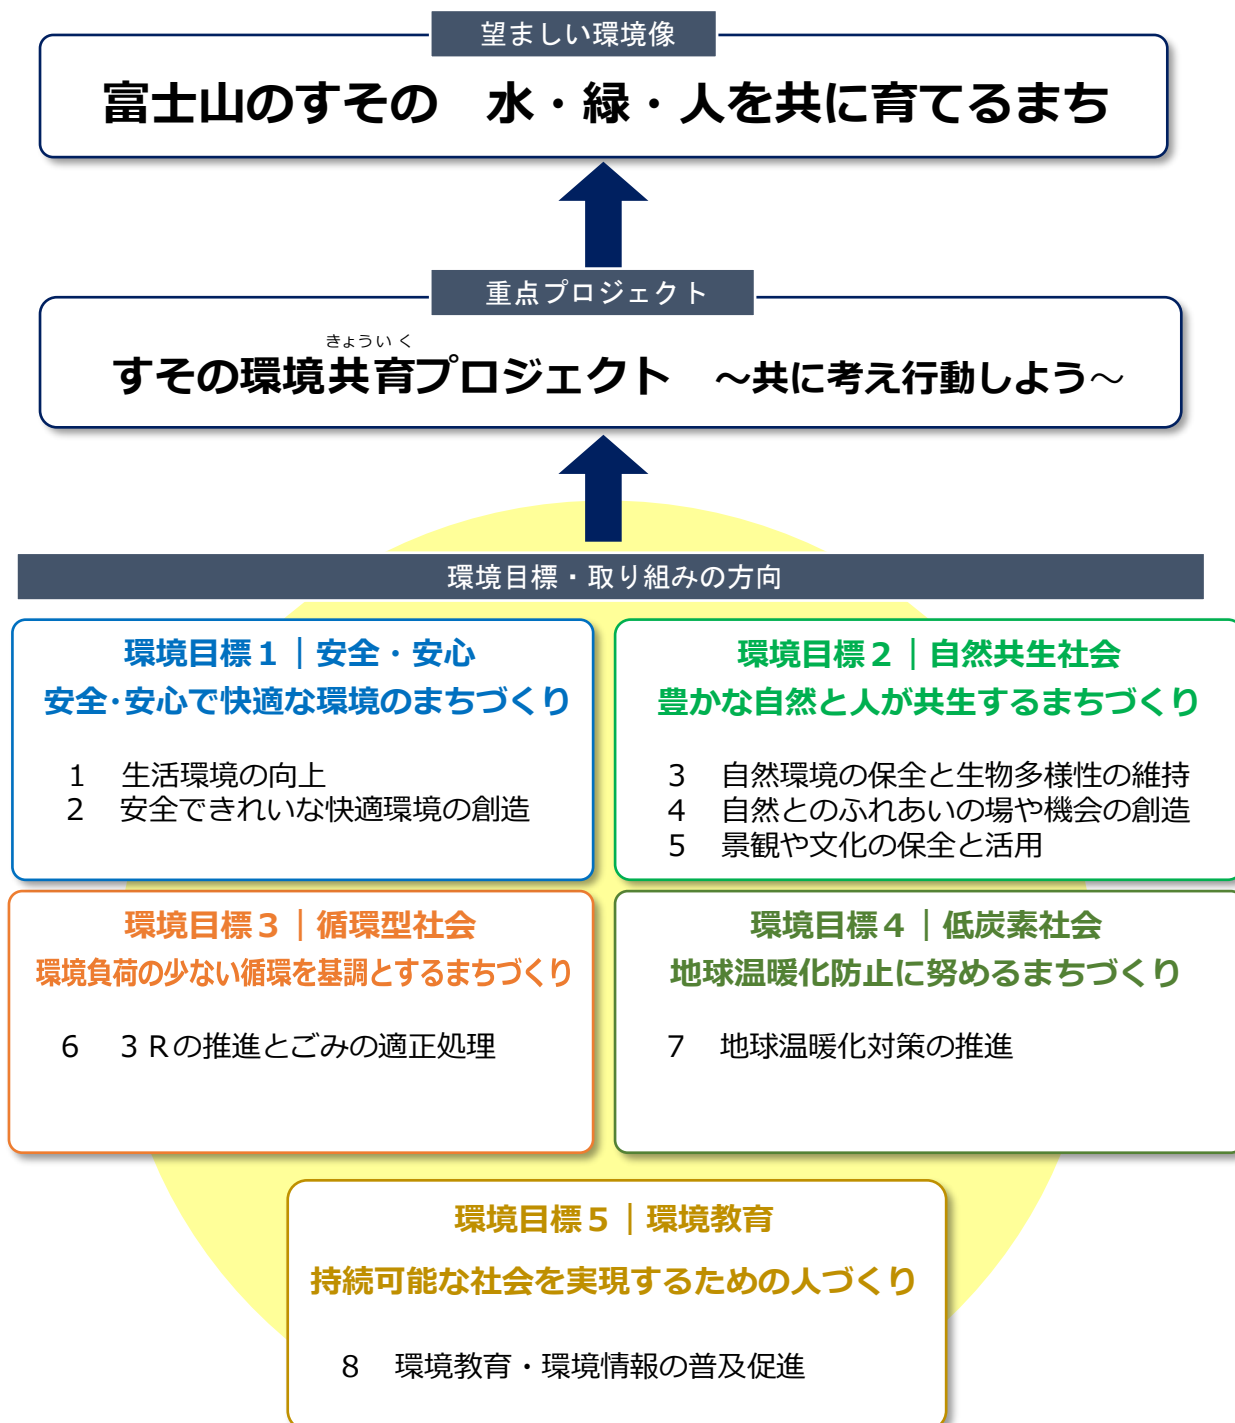 望ましい環境像
富士山のすその　水・緑・人を共に育てるまち
重点プロジェクト
きょういく
すその環境共育プロジェクト　～共に考え行動しよう～
環境目標・取り組みの方向
環境目標１｜安全・安心
安全・安心で快適な環境のまちづくり
1　生活環境の向上
2　安全できれいな快適環境の創造
環境目標２｜自然共生社会
豊かな自然と人が共生するまちづくり
3　自然環境の保全と生物多様性の維持
4　自然とのふれあいの場や機会の創造
5　景観や文化の保全と活用
環境目標３｜循環型社会
環境負荷の少ない循環を基調とするまちづくり
6　３Ｒの推進とごみの適正処理
環境目標４｜低炭素社会
地球温暖化防止に努めるまちづくり
7　地球温暖化対策の推進
環境目標５｜環境教育
持続可能な社会を実現するための人づくり
8　環境教育・環境情報の普及促進